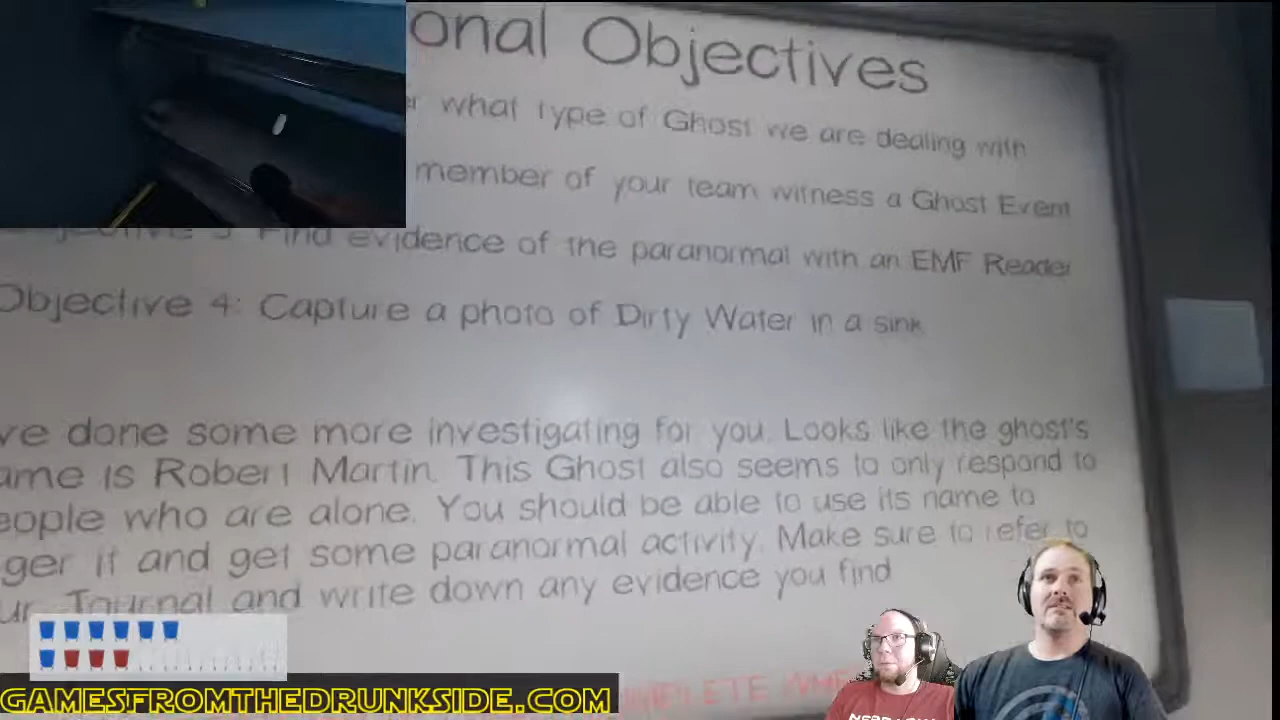 onal Objectives
what type of Ghost we are dealing with
member of your team witness a Ghost Event
Find evidence of the paranormal with an EMF Reader
Objective 4: Capture a photo of Dirty Water in a sink
ve done some more investigating for you. Looks like the ghost's
ame is Robert Martin. This Ghost also seems to only respond to
eople who are alone. You should be able to use its name to
gger it and get some paranormal activity. Make sure to refer to
ur Journal and write down any evidence you find
GAMESFROMTHEDRUNKSIDE.COM